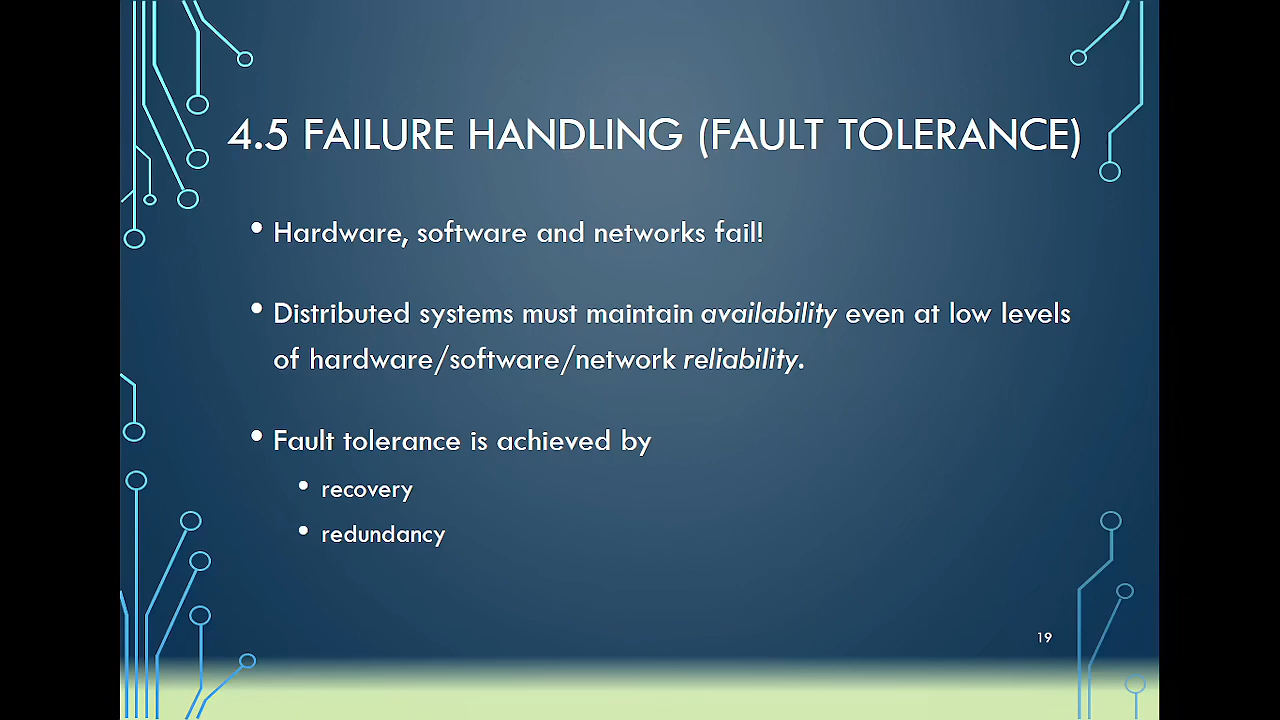 4.5 FAILURE HANDLING (FAULT TOLERANCE)
• Hardware, software and networks fail!
• Distributed systems must maintain availability even at low levels
of hardware/software/network reliability.
• Fault tolerance is achieved by
• recovery
• redundancy
19